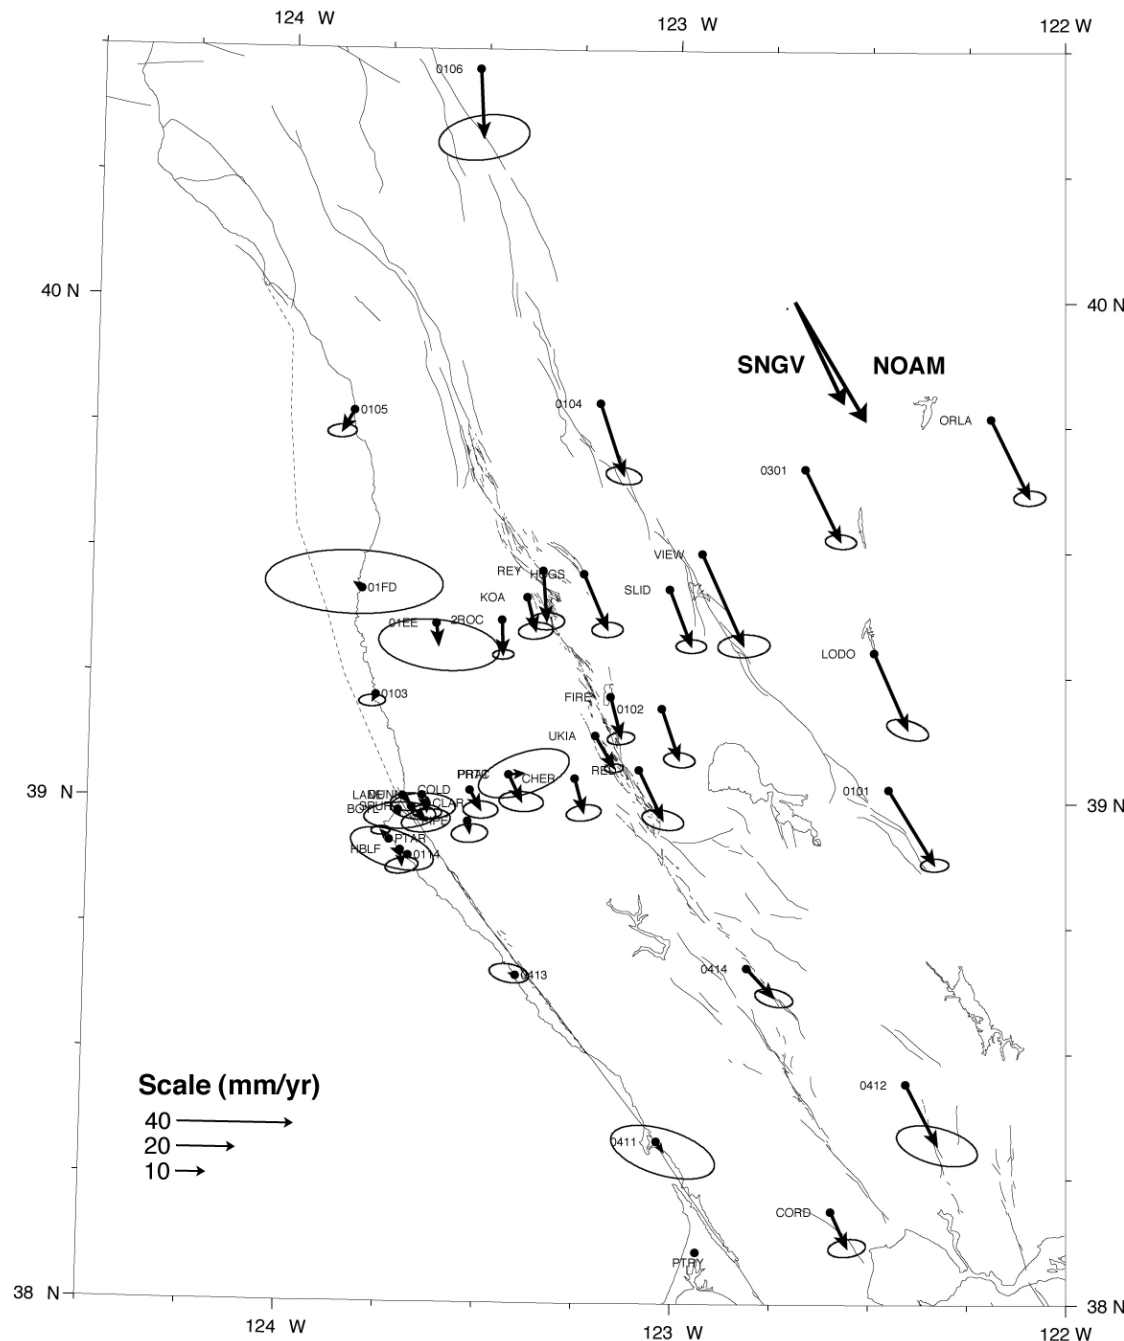 124 W
123 W
122 W
0106
40 N
40 N
SNGV
NOAM
0105
0104
ORLA
0301
VIEW
REY
HUGS
01FD
KOA
SLID
01EE
2ROC
LODO
0103
FIRE
0102
UKIA
CHER
39 N
39 N
COLD
0101
CLAR
PTAR
HBLF
0114
0413
0414
Scale (mm/yr)
40
20
10
0412
0411
CORD
PTRY
38 N
38 N
124 W
123 W
122 W